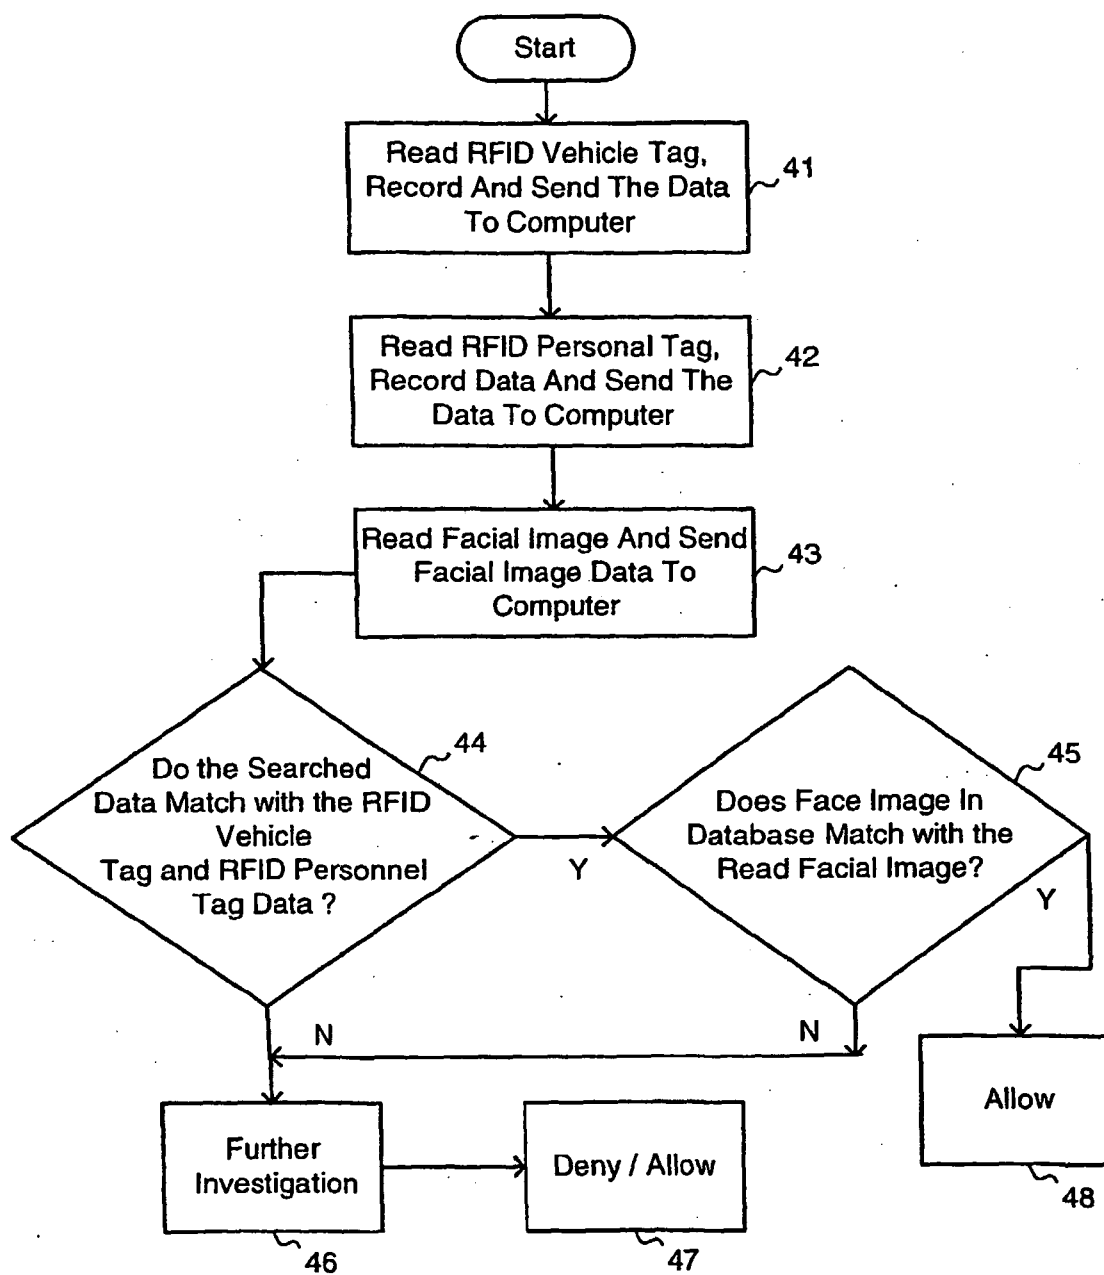 Start
Read RFID Vehicle Tag,
Record And Send The Data
To Computer
41
Read RFID Personal Tag,
Record Data And Send The
Data To Computer
42
Read Facial Image And Send
Facial Image Data To
Computer
43
Do the Searched
Data Match with the RFID
Vehicle
Tag and RFID Personnel
Tag Data ?
44
Y
Does Face Image In
Database Match with the
Read Facial Image?
45
Y
N
N
Allow
48
Further
Investigation
46
Deny / Allow
47